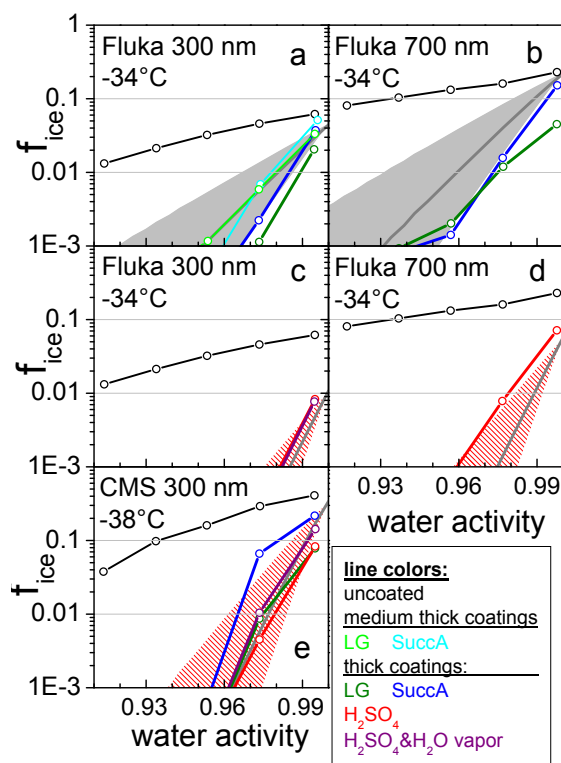 1
Fluka 300 nm
a
-34°C
0.1
0.01
1E-3
f_ice
Fluka 700 nm
b
-34°C
Fluka 300 nm
c
-34°C
0.1
0.01
1E-3
f_ice
Fluka 700 nm
d
-34°C
0.93 0.96 0.99
water activity
CMS 300 nm
-38°C
0.1
0.01
1E-3
f_ice
e
0.93 0.96 0.99
water activity
line colors:
uncoated
medium thick coatings
LG SuccA
thick coatings:
LG SuccA
H₂SO₄
H₂SO₄&H₂O vapor